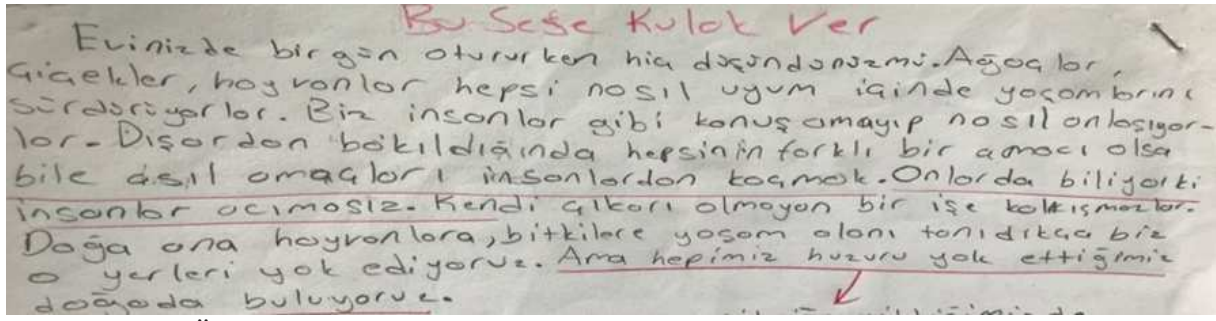 Bu Sese Kulak Ver
Evinizde bir gün otururken hiç düşündünüzmü. Ağaçlar,
Çiçekler, hayvanlar hepsi nasıl uyum içinde yaşamlarını
sürdürüyorlar. Biz insanlar gibi konuşamayıp nasıl anlaşıyor-
lar. Dışardan bakıldığında hepsinin farklı bir amacı olsa
bile asıl amaçları insanlardan kaçmak. Onlarda biliyorki
insanlar acımasız. Kendi çıkarı olmayan bir işe kalkışmazlar.
Doğa ana hayvanlara, bitkilere yaşam alanı tanıdıkça biz
o yerleri yok ediyoruz. Ama hepimiz huzuru yok ettiğimiz
doğada buluyoruz.